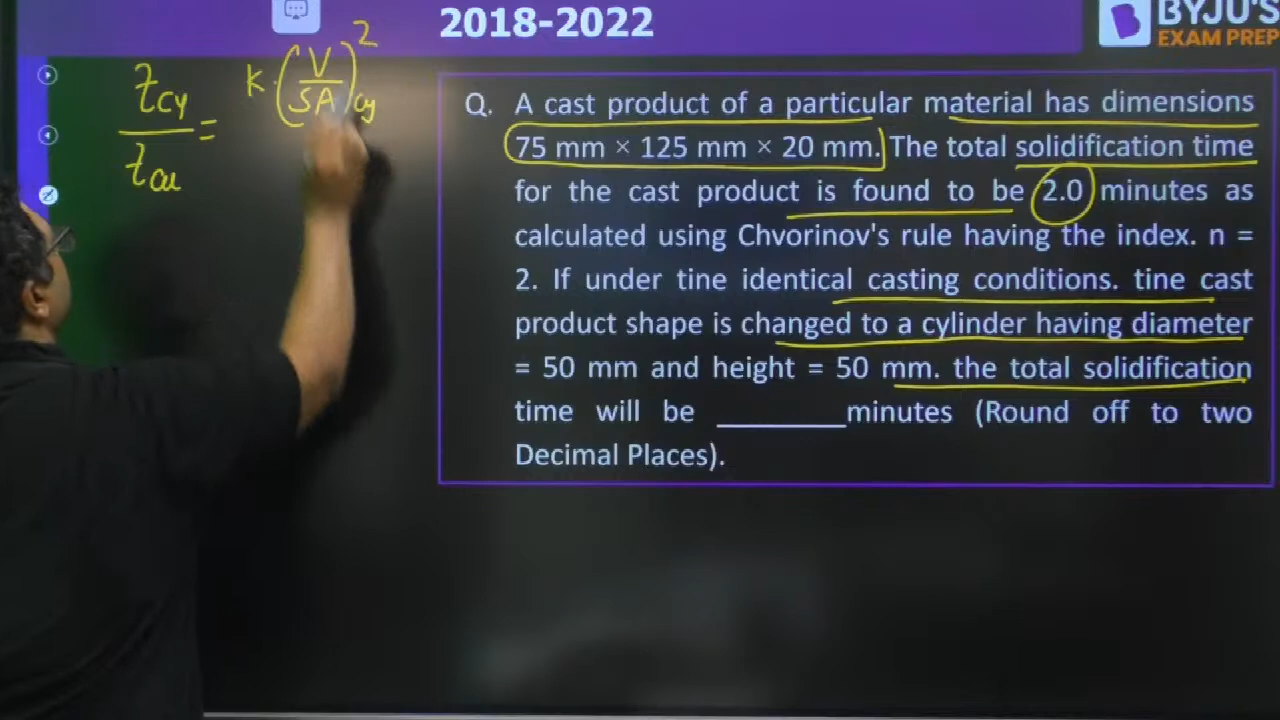 2018-2022
BYJU'S
EXAM PREP
t_cy / t_cu = K·(V/SA)²_cy
Q. A cast product of a particular material has dimensions
75 mm × 125 mm × 20 mm. The total solidification time
for the cast product is found to be 2.0 minutes as
calculated using Chvorinov's rule having the index. n =
2. If under tine identical casting conditions. tine cast
product shape is changed to a cylinder having diameter
= 50 mm and height = 50 mm. the total solidification
time will be ________minutes (Round off to two
Decimal Places).